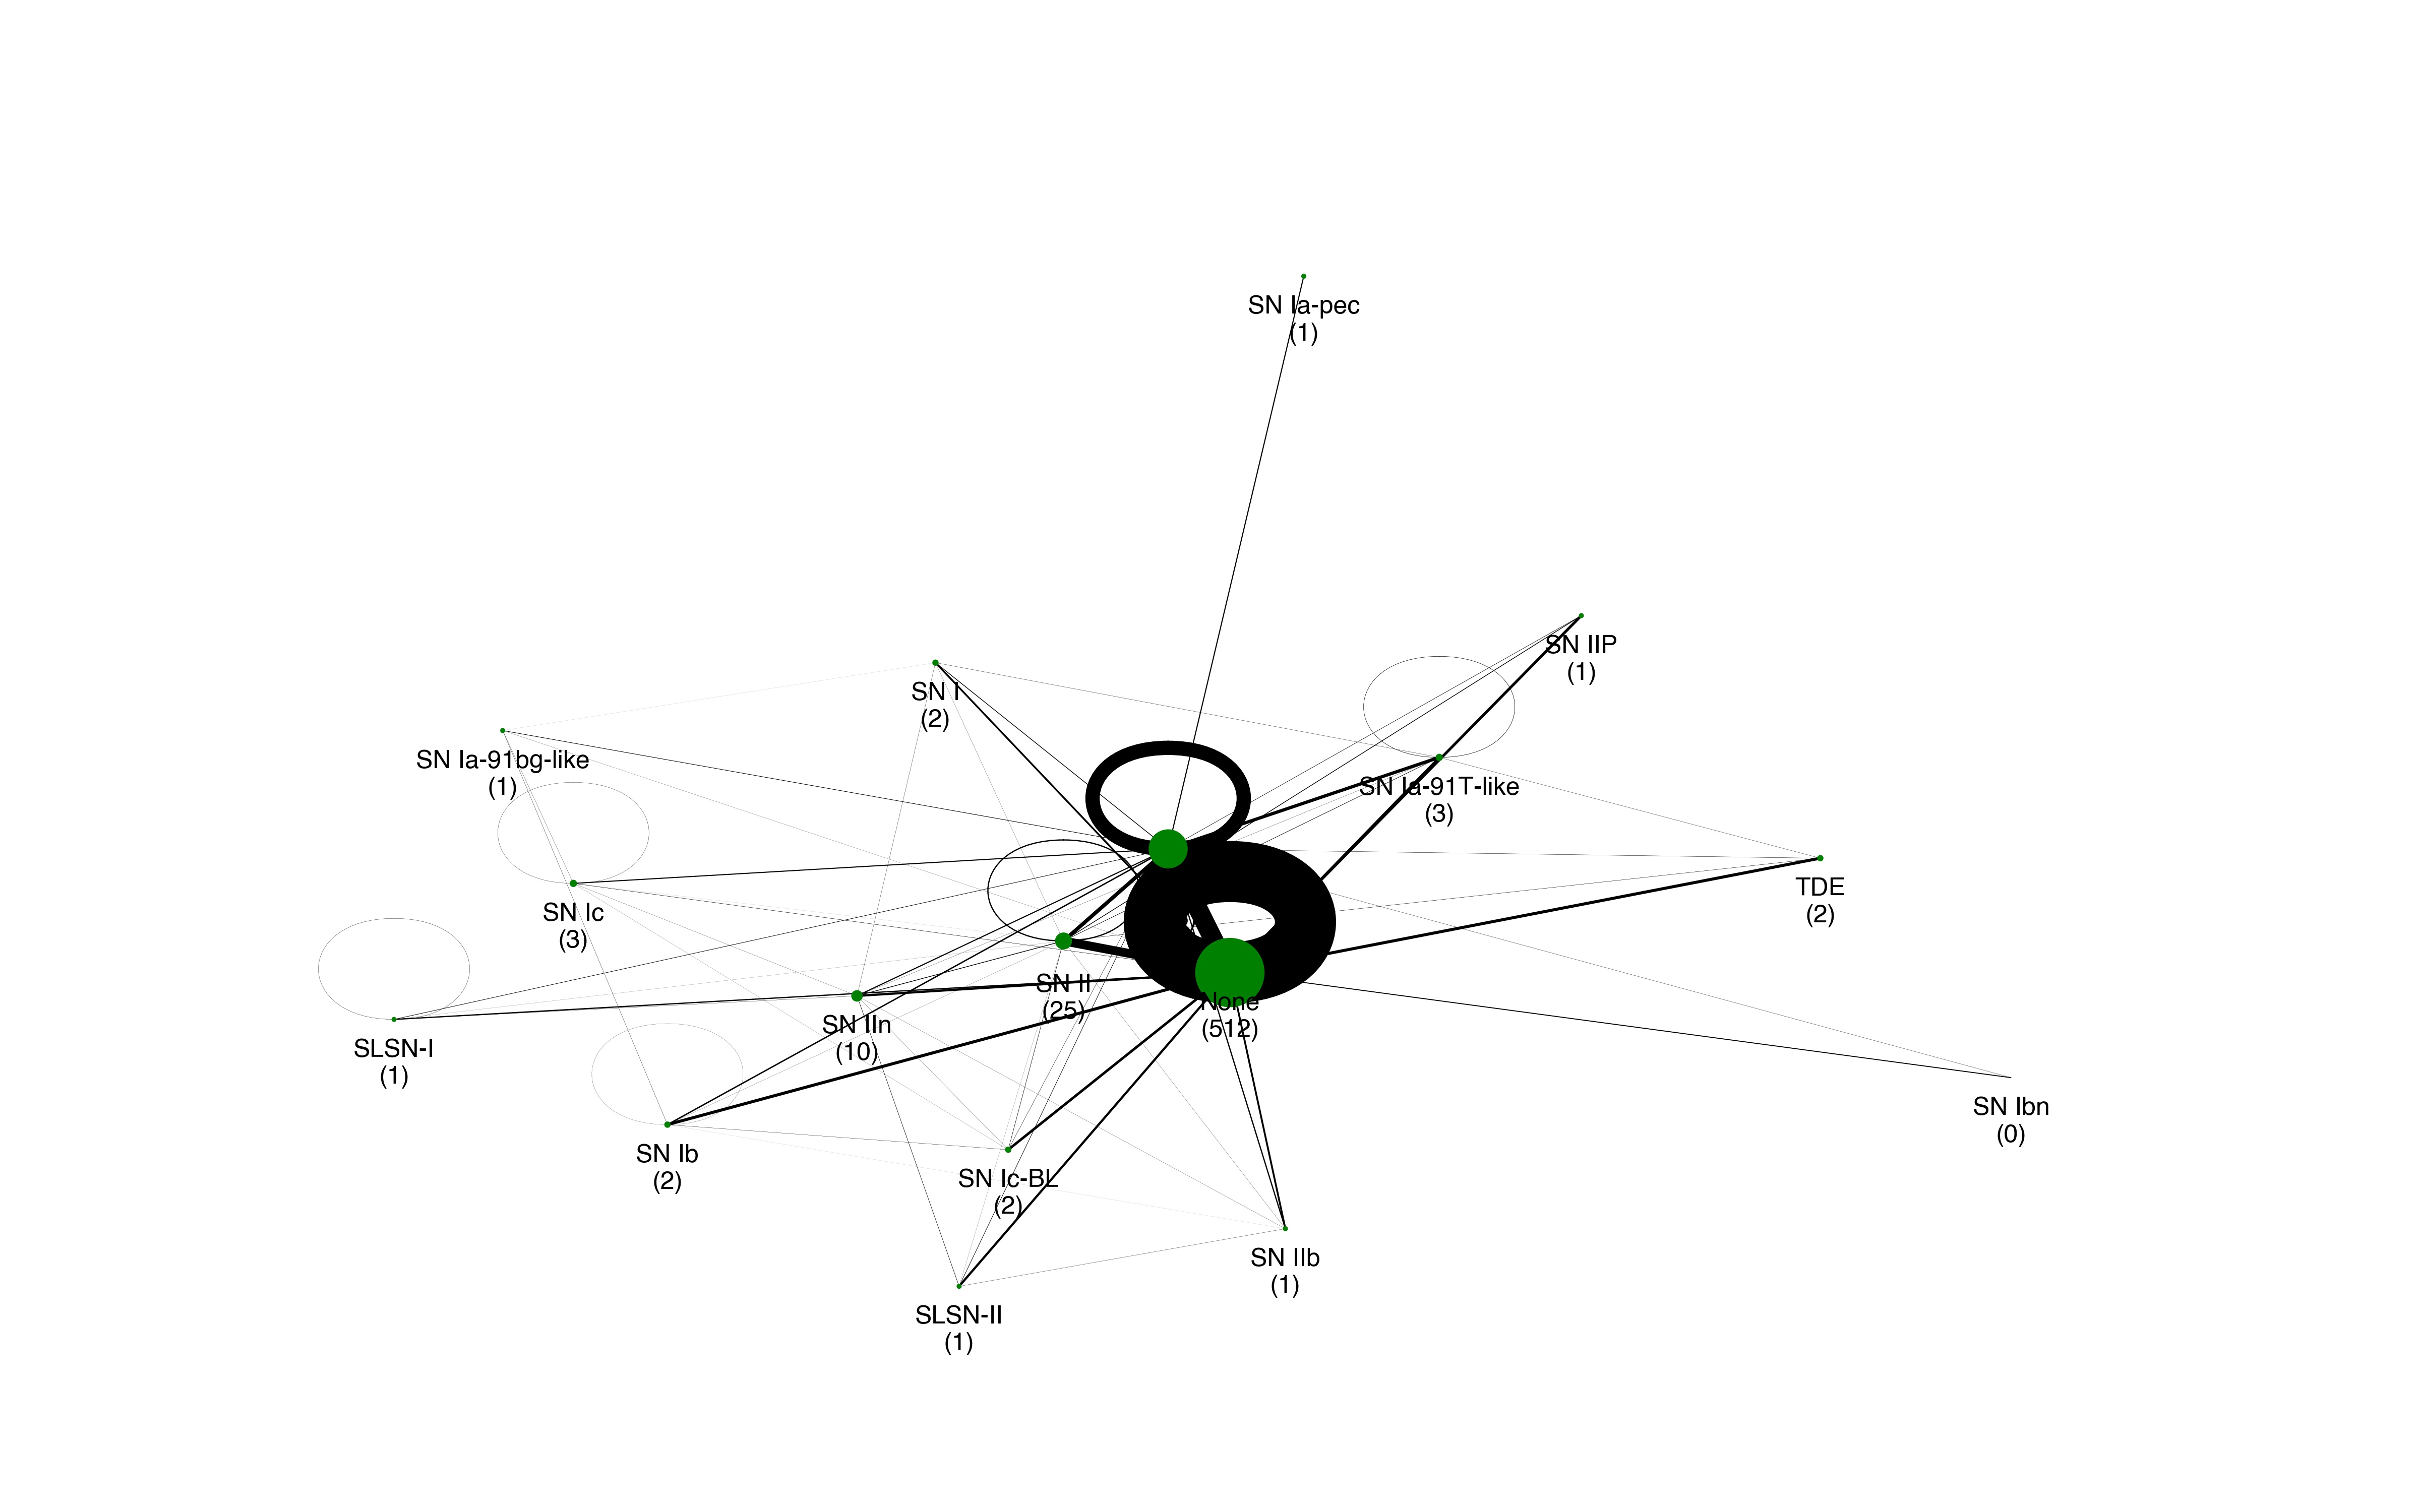 SN Ia-pec
(1)
SN IIP
(1)
SN I
(2)
SN Ia-91bg-like
(1)
SN Ia-91T-like
(3)
TDE
(2)
SN Ic
(3)
SN II
(25)
None
(512)
SN IIn
(10)
SLSN-I
(1)
SN Ibn
(0)
SN Ib
(2)
SN Ic-BL
(2)
SN IIb
(1)
SLSN-II
(1)